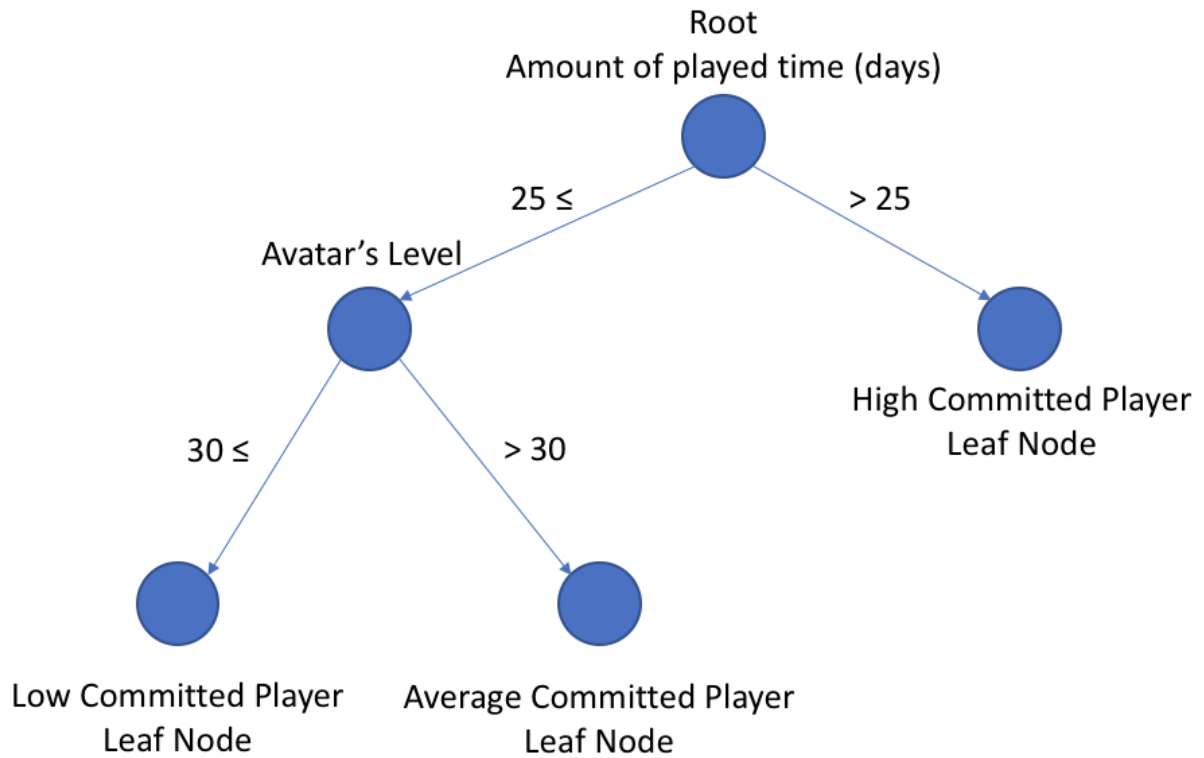 Root
Amount of played time (days)
25 ≤
> 25
Avatar’s Level
High Committed Player
Leaf Node
30 ≤
> 30
Low Committed Player
Leaf Node
Average Committed Player
Leaf Node